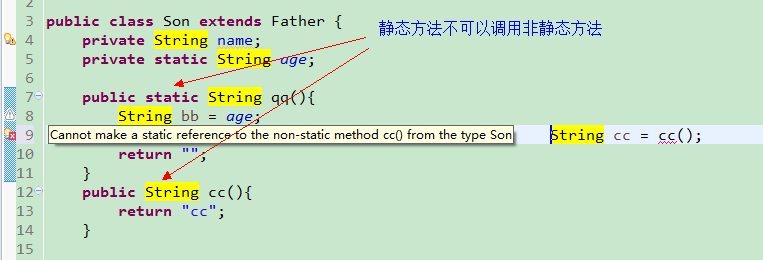 2
3 public class Son extends Father {
4 private String name;
5 private static String age;
静态方法不可以调用非静态方法
6
7 public static String qq(){
8 String bb = age;
9 Cannot make a static reference to the non-static method cc() from the type Son String cc = cc();
10 return "";
11 }
12 public String cc(){
13 return "cc";
14 }
15